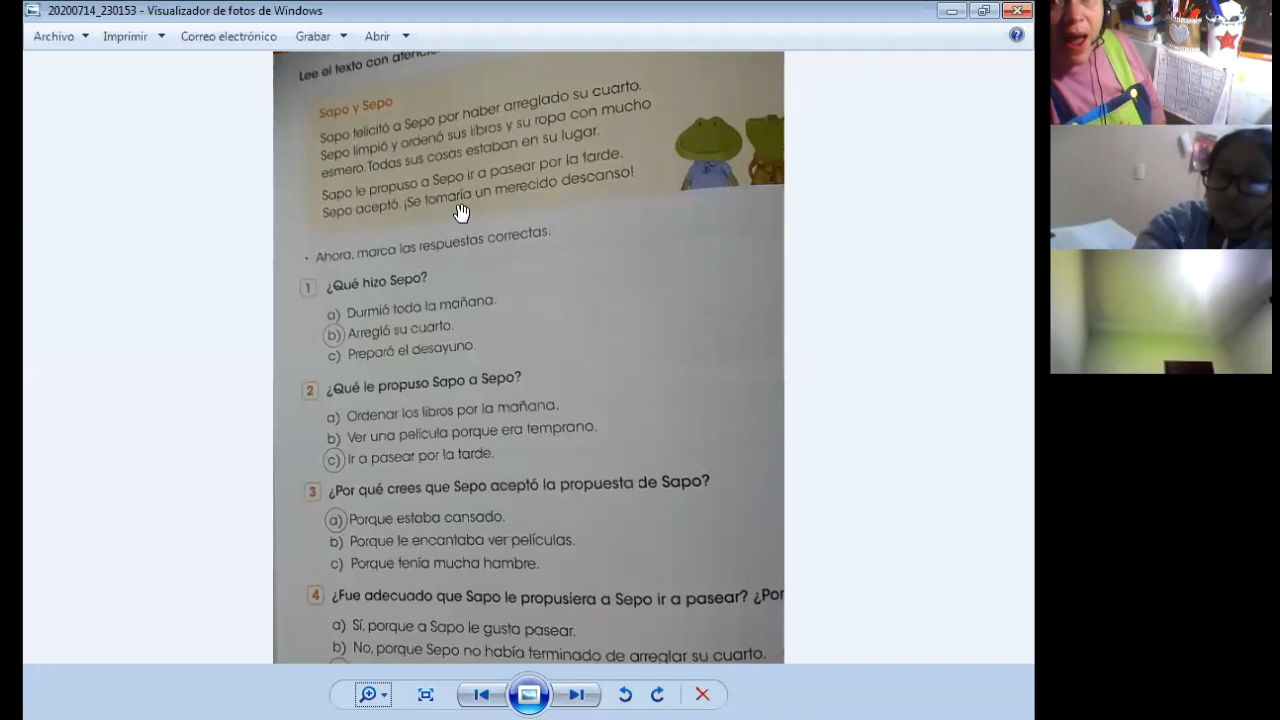 20200714_230153 - Visualizador de fotos de Windows
Archivo Imprimir Correo electrónico Grabar Abrir
Lee el texto con atención
Sapo y Sepo
Sapo felicitó a Sepo por haber arreglado su cuarto.
Sepo limpió y ordenó sus libros y su ropa con mucho
esmero. Todas sus cosas estaban en su lugar.
Sapo le propuso a Sepo ir a pasear por la tarde.
Sepo aceptó. ¡Se tomaría un merecido descanso!
• Ahora, marca las respuestas correctas.
1 ¿Qué hizo Sepo?
a) Durmió toda la mañana.
b) Arregló su cuarto.
c) Preparó el desayuno.
2 ¿Qué le propuso Sapo a Sepo?
a) Ordenar los libros por la mañana.
b) Ver una película porque era temprano.
c) Ir a pasear por la tarde.
3 ¿Por qué crees que Sepo aceptó la propuesta de Sapo?
a) Porque estaba cansado.
b) Porque le encantaba ver películas.
c) Porque tenía mucha hambre.
4 ¿Fue adecuado que Sapo le propusiera a Sepo ir a pasear? ¿Por
a) Sí, porque a Sapo le gusta pasear.
b) No, porque Sepo no había terminado de arreglar su cuarto.